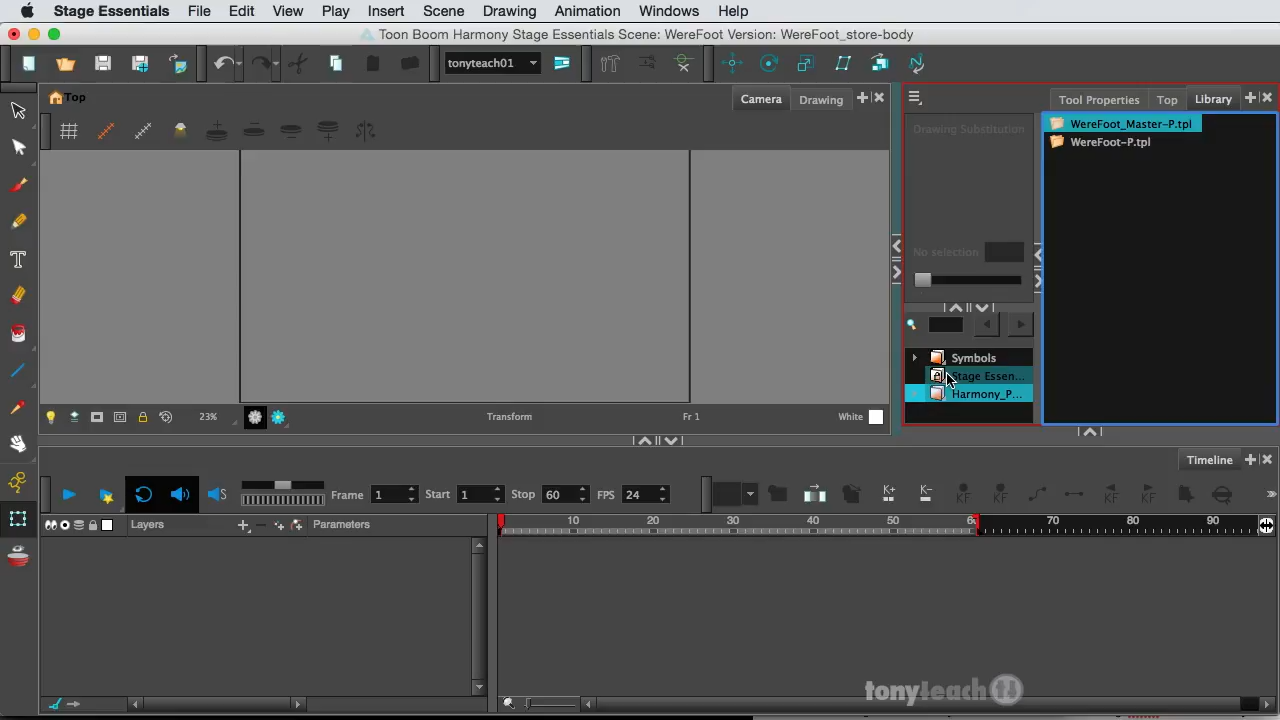 Stage Essentials File Edit View Play Insert Scene Drawing Animation Windows Help
Toon Boom Harmony Stage Essentials Scene: WereFoot Version: WereFoot_store-body
tonyteach01
Top Camera Drawing
Tool Properties Top Library
Drawing Substitution
WereFoot_Master-P.tpl
WereFoot-P.tpl
No selection
Symbols
Stage Essen...
Harmony_P...
23% Transform Fr 1 White
Timeline
Frame 1 Start 1 Stop 60 FPS 24
Layers Parameters
10 20 30 40 50 70 80 90
tonyteach01